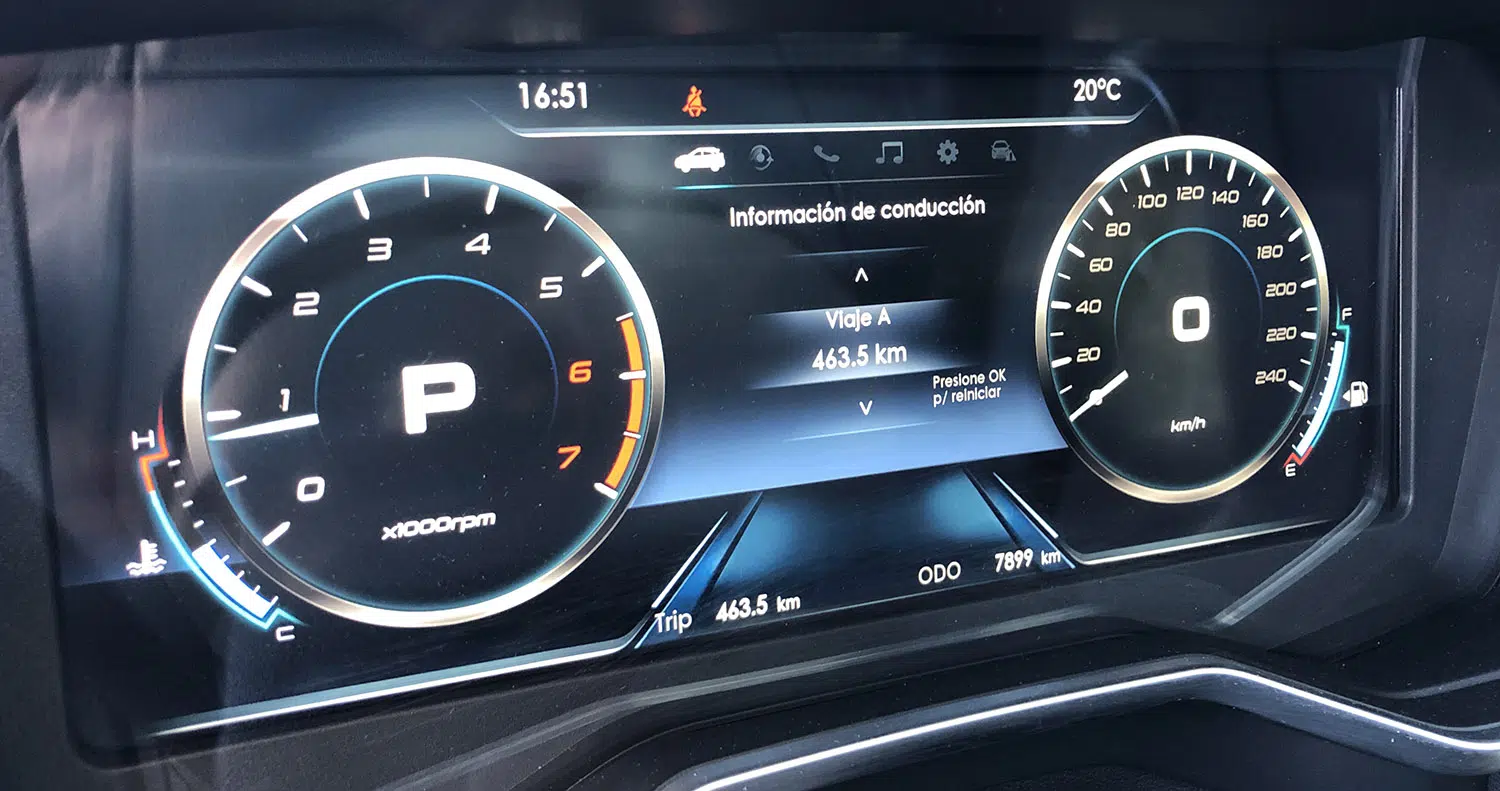 16:51
20°C
Información de conducción
Viaje A
463.5 km
Presione OK
p/ reiniciar
0
1
2
3
4
5
6
7
P
x1000rpm
H
C
20
40
60
80
100
120
140
160
180
200
220
240
0
km/h
F
E
Trip 463.5 km
ODO 7899 km